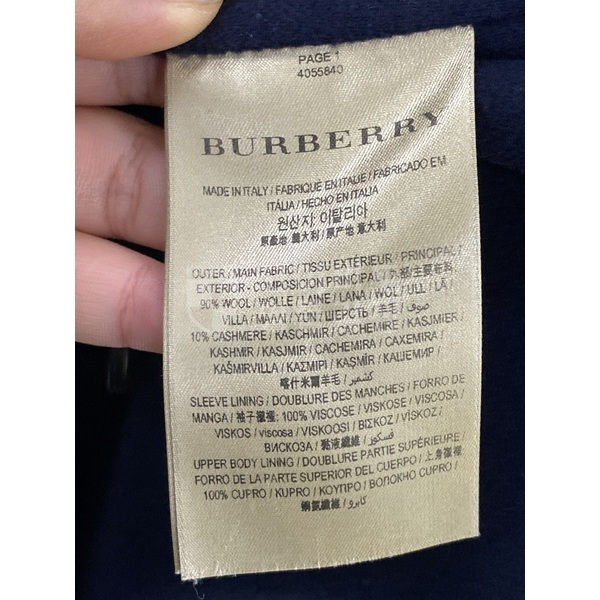 PAGE 1
4055840
BURBERRY
MADE IN ITALY / FABRIQUÉ EN ITALIE / FABRICADO EM
ITÁLIA / HECHO EN ITALIA
원산지: 이탈리아
原產地: 義大利 / 原产地: 意大利
OUTER / MAIN FABRIC / TISSU EXTÉRIEUR / PRINCIPAL /
EXTERIOR - COMPOSICION PRINCIPAL / 外部/主要布料
90% WOOL / WOLLE / LAINE / LANA / WOL / ULL / LÃ /
VILLA / ΜΑΛΛΙ / YÜN / ШЕРСТЬ / 羊毛 / صوف /
10% CASHMERE / KASCHMIR / CACHEMIRE / KASJMIER /
KASHMIR / KASJMIR / CACHEMIRA / CAXEMIRA /
KAŠMIRVILLA / ΚΑΣΜΙΡΙ / KAŞMİR / КАШЕМИР /
喀什米爾羊毛 / كشمير /
SLEEVE LINING / DOUBLURE DES MANCHES / FORRO DE
MANGA / 袖子襯裡: 100% VISCOSE / VISKOSE / VISCOSA /
VISKOS / viscosa / VISKOOSI / ΒΙΣΚΟΖ / VİSKOZ /
ВИСКОЗА / 黏液纖維 / فسكوز /
UPPER BODY LINING / DOUBLURE PARTIE SUPÉRIEURE /
FORRO DE LA PARTE SUPERIOR DEL CUERPO / 上身襯裡
100% CUPRO / KUPRO / ΚΟΥΠΡΟ / ВОЛОКНО CUPRO /
銅氨纖維 / كابرو /